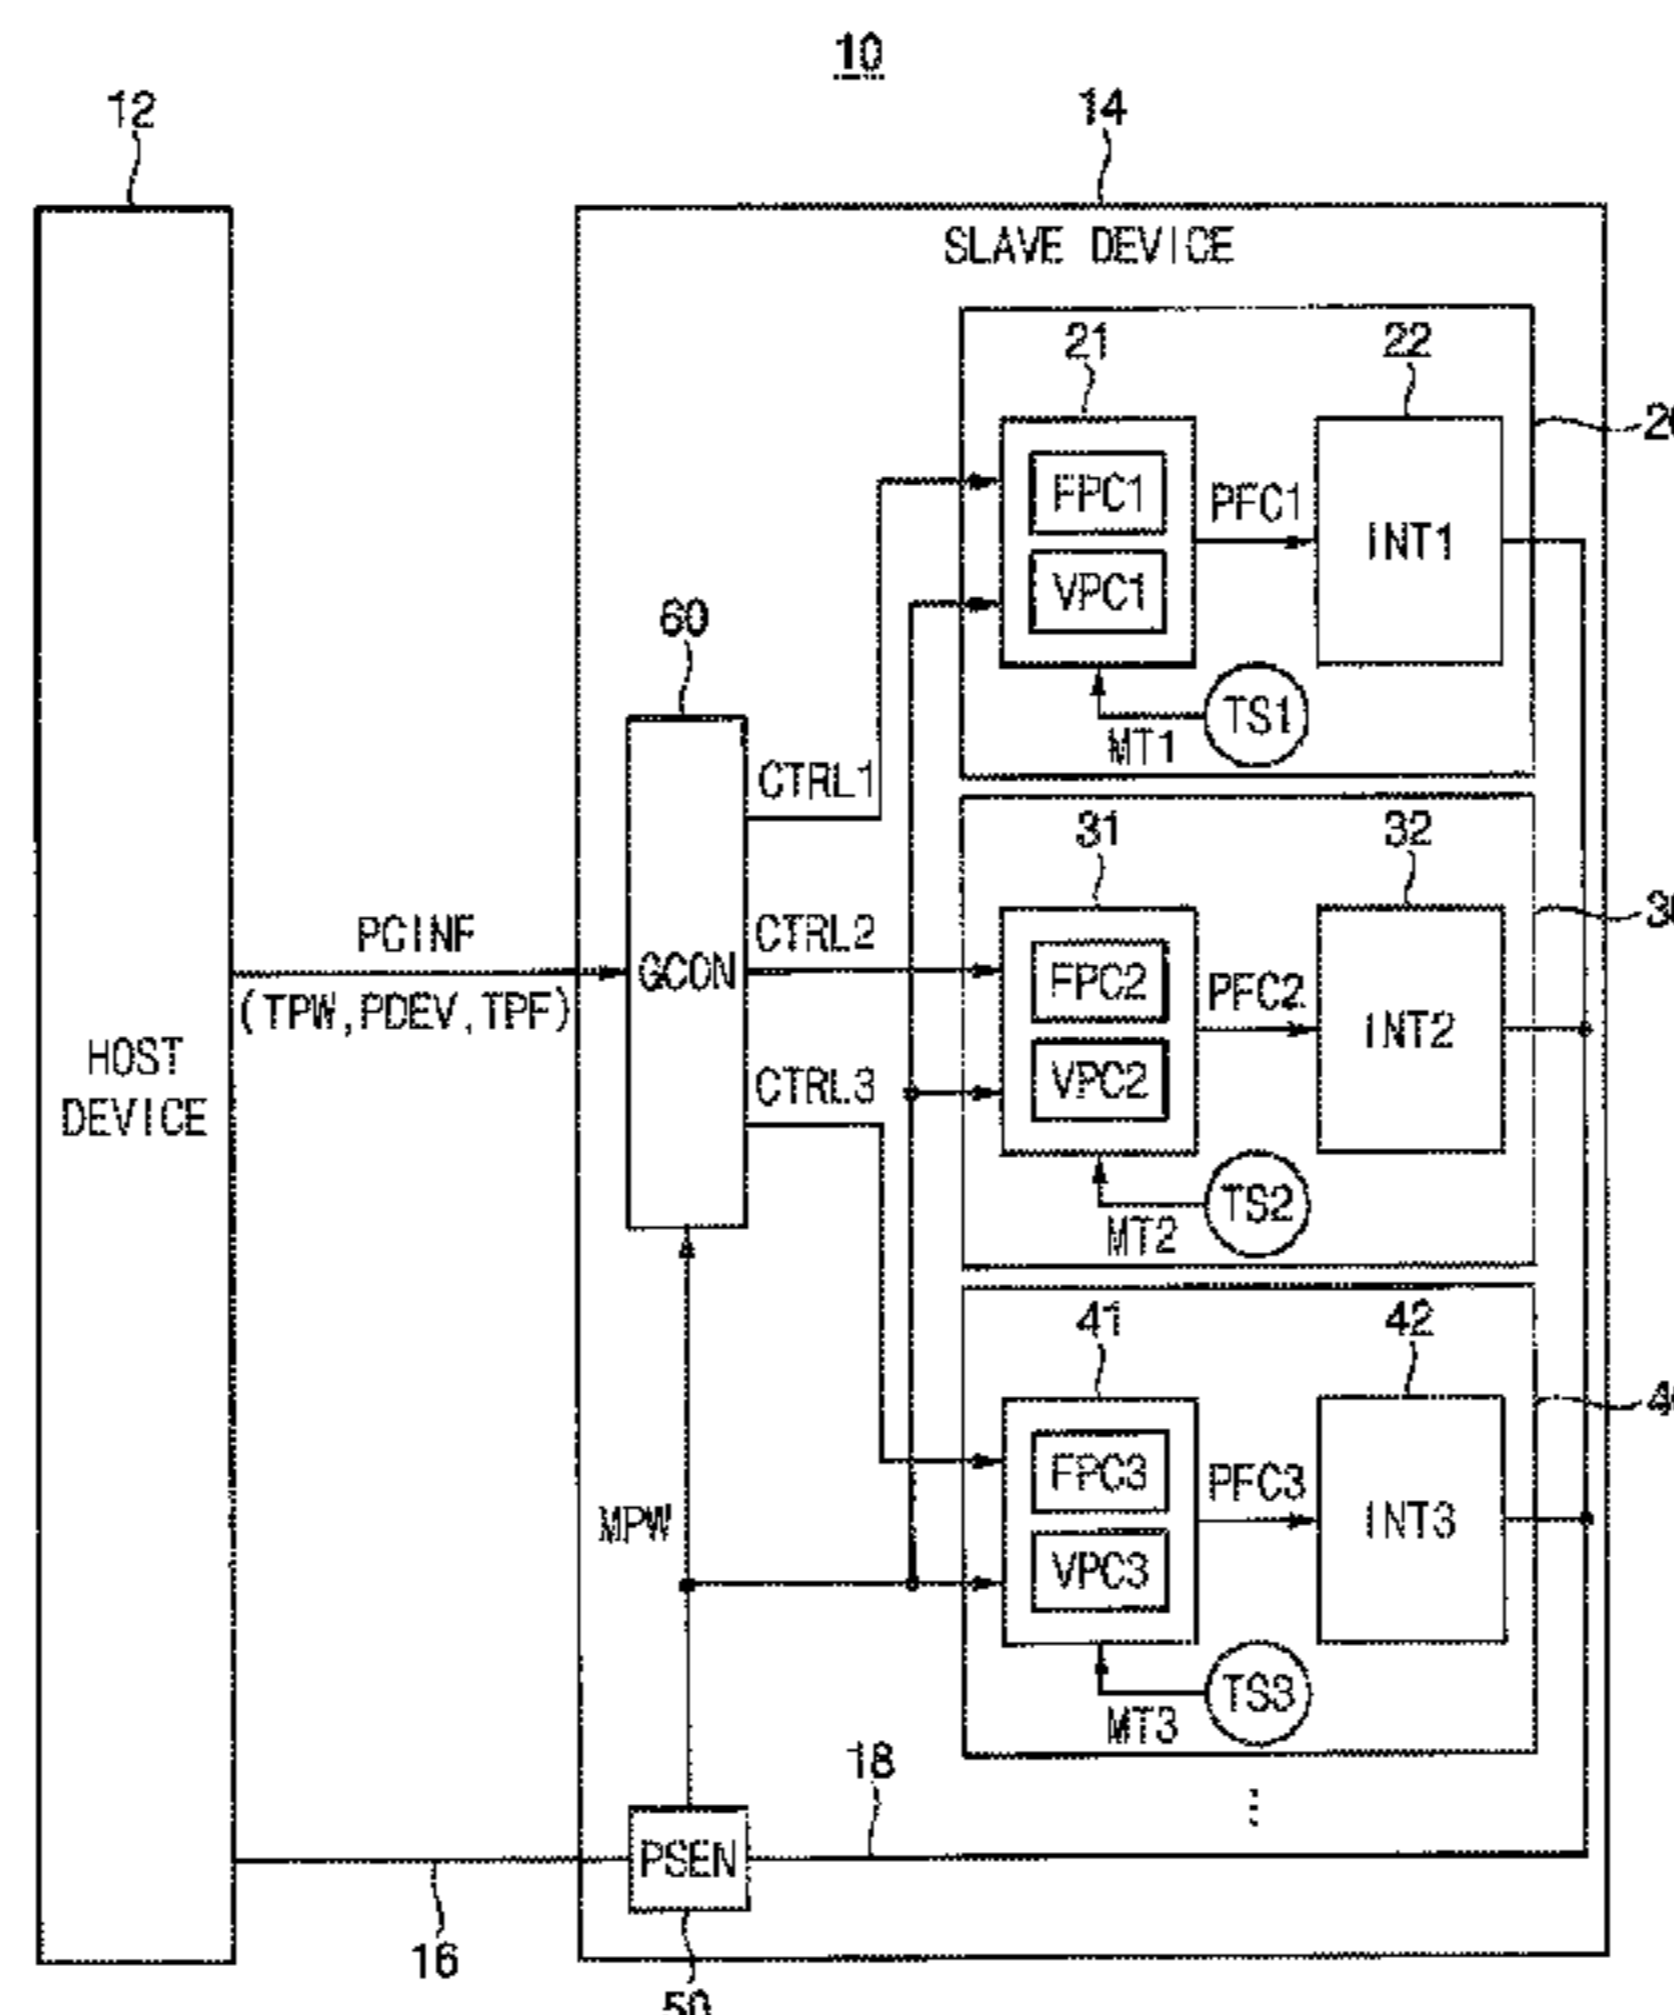 10
12
14
SLAVE DEVICE
21
22
FPC1
PFC1
INT1
VPC1
60
TS1
MT1
CTRL1
31
32
PCINF
CTRL2
GCON
FPC2
PFC2
(TPW,PDEV,TPF)
INT2
HOST
DEVICE
CTRL3
VPC2
TS2
MT2
41
42
FPC3
PFC3
MPW
INT3
VPC3
TS3
MT3
18
PSEN
16
50